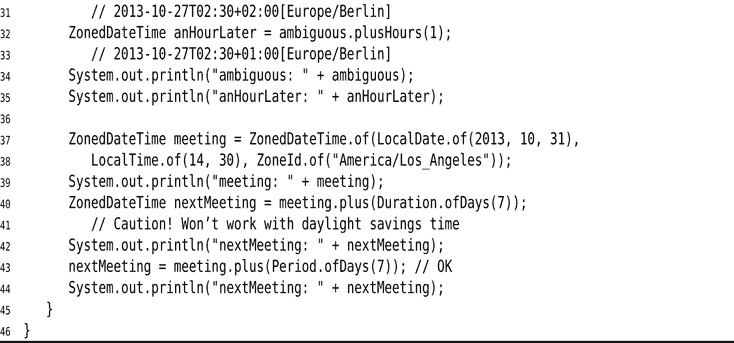 31 // 2013-10-27T02:30+02:00[Europe/Berlin]
32 ZonedDateTime anHourLater = ambiguous.plusHours(1);
33 // 2013-10-27T02:30+01:00[Europe/Berlin]
34 System.out.println("ambiguous: " + ambiguous);
35 System.out.println("anHourLater: " + anHourLater);
36
37 ZonedDateTime meeting = ZonedDateTime.of(LocalDate.of(2013, 10, 31),
38 LocalTime.of(14, 30), ZoneId.of("America/Los_Angeles"));
39 System.out.println("meeting: " + meeting);
40 ZonedDateTime nextMeeting = meeting.plus(Duration.ofDays(7));
41 // Caution! Won’t work with daylight savings time
42 System.out.println("nextMeeting: " + nextMeeting);
43 nextMeeting = meeting.plus(Period.ofDays(7)); // OK
44 System.out.println("nextMeeting: " + nextMeeting);
45 }
46 }